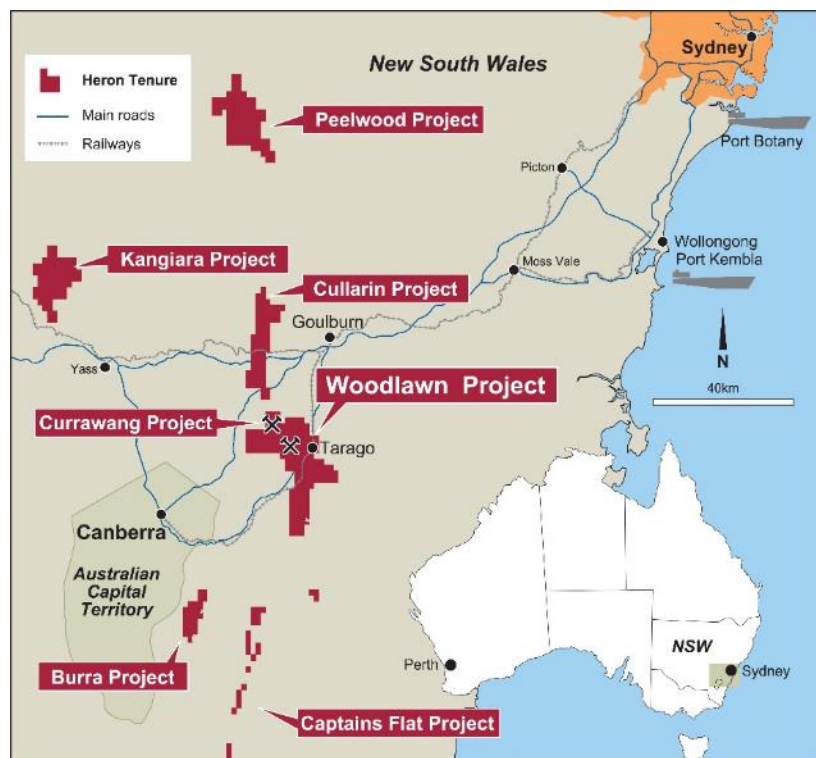 Heron Tenure
Main roads
Railways
New South Wales
Sydney
Peelwood Project
Port Botany
Picton
Kangiara Project
Wollongong
Port Kembla
Moss Vale
Cullarin Project
Goulburn
N
Yass
Woodlawn Project
40km
Currawang Project
Tarago
Canberra
Australian
Capital
Territory
NSW
Perth
Sydney
Burra Project
Captains Flat Project